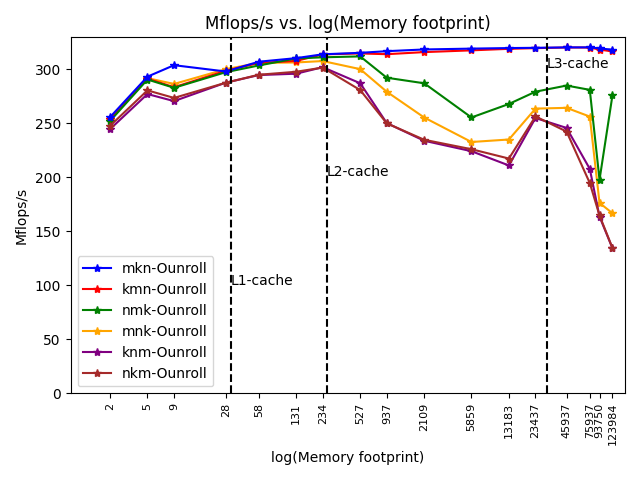 Mflops/s vs. log(Memory footprint)
300
250
200
150
100
50
0
Mflops/s
L3-cache
L2-cache
L1-cache
mkn-Ounroll
kmn-Ounroll
nmk-Ounroll
mnk-Ounroll
knm-Ounroll
nkm-Ounroll
2
5
9
28
58
131
234
527
937
2109
5859
13183
23437
45937
75937
93750
123984
log(Memory footprint)